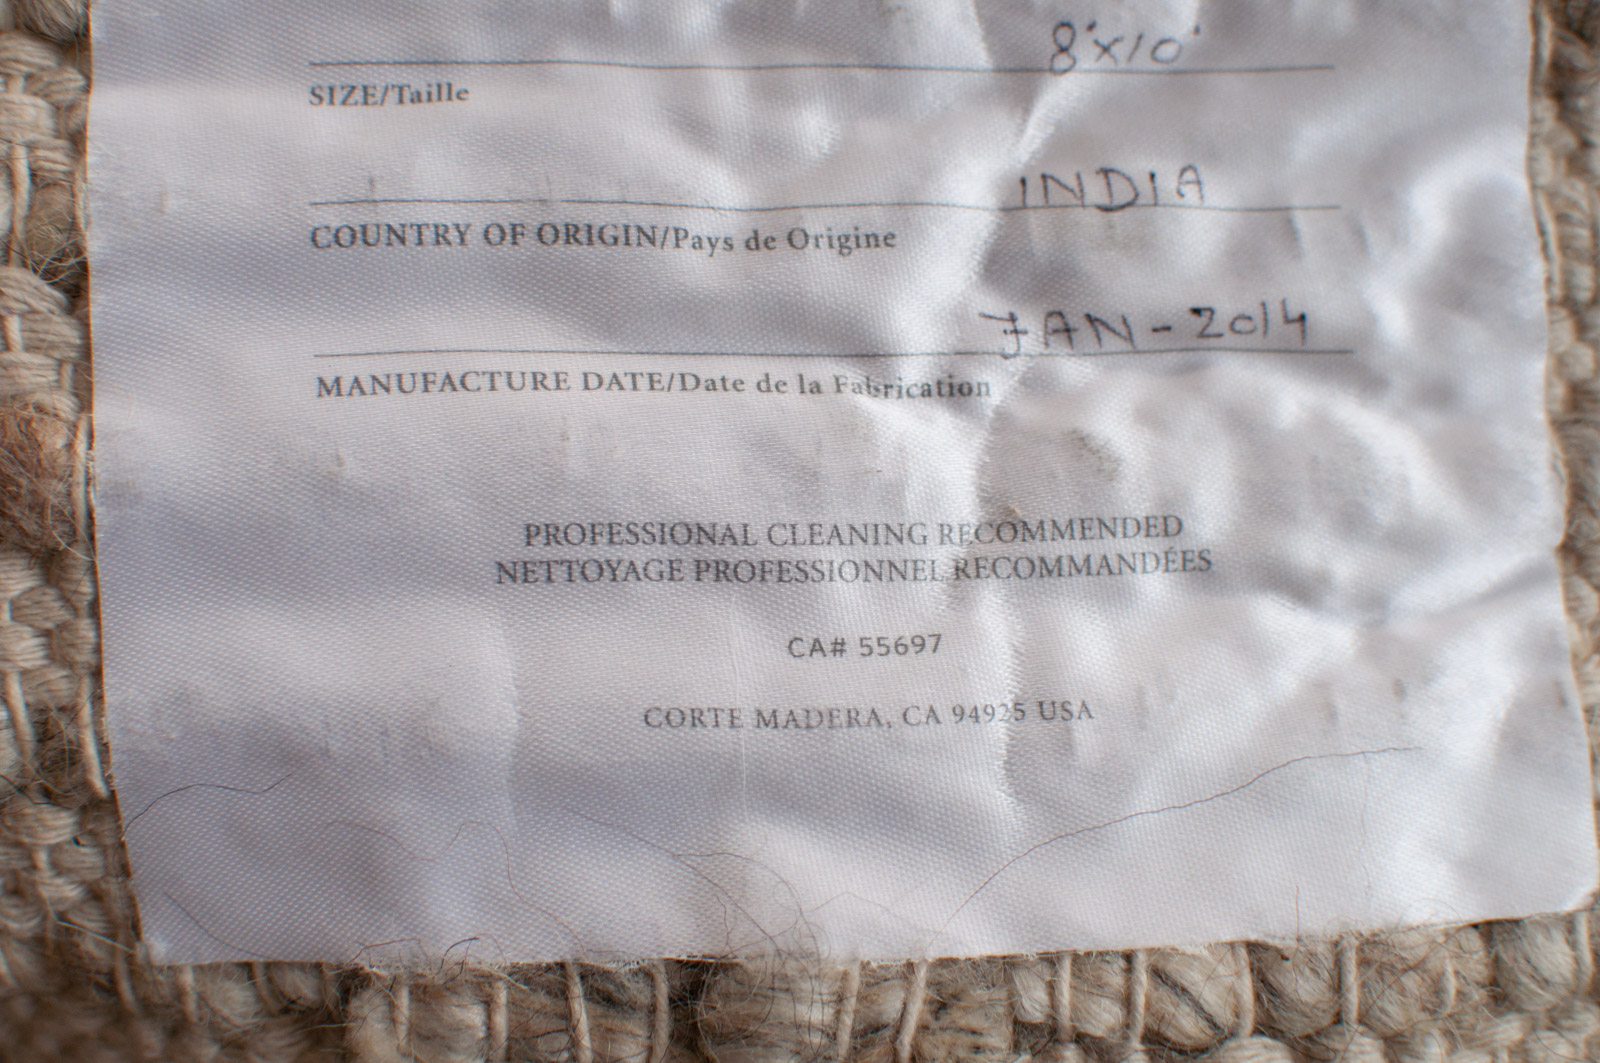 8'x10'
SIZE/Taille
INDIA
COUNTRY OF ORIGIN/Pays de Origine
JAN-2014
MANUFACTURE DATE/Date de la Fabrication
PROFESSIONAL CLEANING RECOMMENDED
NETTOYAGE PROFESSIONNEL RECOMMANDÉES
CA# 55697
CORTE MADERA, CA 94925 USA